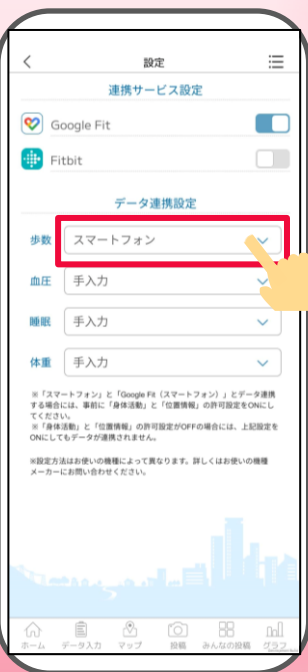 設定
連携サービス設定
Google Fit
Fitbit
データ連携設定
歩数 スマートフォン
血圧 手入力
睡眠 手入力
体重 手入力
※「スマートフォン」と「Google Fit（スマートフォン）」とデータ連携
する場合には、事前に「身体活動」と「位置情報」の許可設定をONにし
てください。
※「身体活動」と「位置情報」の許可設定がOFFの場合には、上記設定を
ONにしてもデータが連携されません。
※設定方法はお使いの機種によって異なります。詳しくはお使いの機種
メーカーにお問い合わせください。
ホーム データ入力 マップ 投稿 みんなの投稿 グラフ